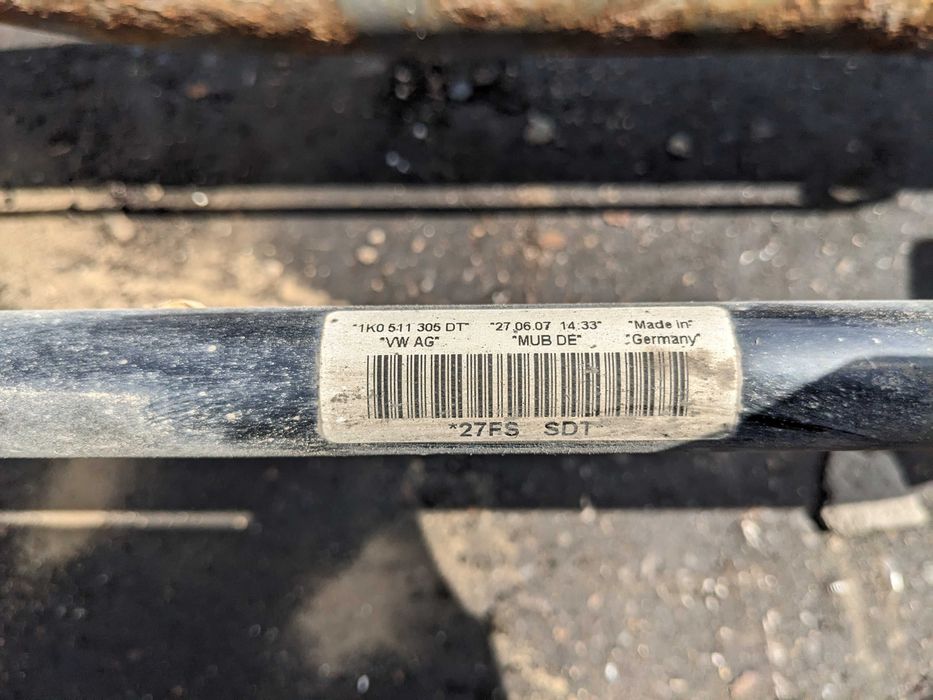 "1K0 511 305 DT" "27.06.07 14:33" "Made in"
"VW AG" "MUB DE" "Germany"
*27FS SDT